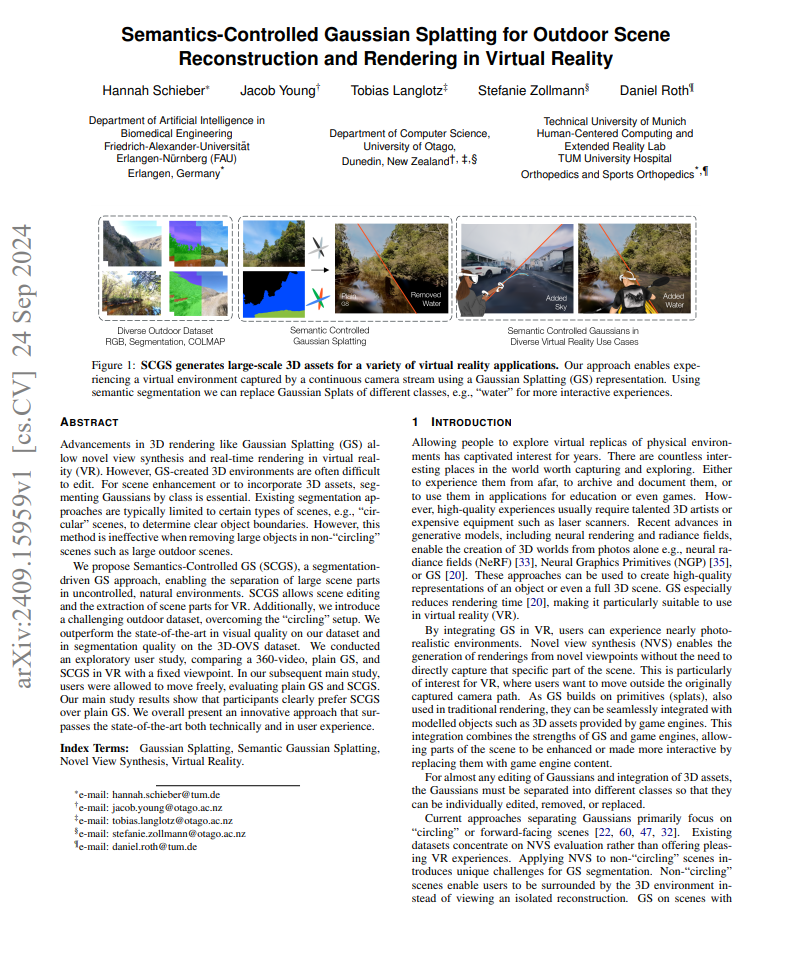 Semantics-Controlled Gaussian Splatting for Outdoor Scene
Reconstruction and Rendering in Virtual Reality
Hannah Schieber* Jacob Young† Tobias Langlotz‡ Stefanie Zollmann§ Daniel Roth¶
Department of Artificial Intelligence in
Biomedical Engineering
Friedrich-Alexander-Universität
Erlangen-Nürnberg (FAU)
Erlangen, Germany*
Department of Computer Science,
University of Otago,
Dunedin, New Zealand†, ‡, §
Technical University of Munich
Human-Centered Computing and
Extended Reality Lab
TUM University Hospital
Orthopedics and Sports Orthopedics*,¶
arXiv:2409.15959v1 [cs.CV] 24 Sep 2024
Plain
GS
Removed
Water
Added
Sky
Added
Water
Diverse Outdoor Dataset
RGB, Segmentation, COLMAP
Semantic Controlled
Gaussian Splatting
Semantic Controlled Gaussians in
Diverse Virtual Reality Use Cases
Figure 1: SCGS generates large-scale 3D assets for a variety of virtual reality applications. Our approach enables expe-
riencing a virtual environment captured by a continuous camera stream using a Gaussian Splatting (GS) representation. Using
semantic segmentation we can replace Gaussian Splats of different classes, e.g., “water” for more interactive experiences.
ABSTRACT
Advancements in 3D rendering like Gaussian Splatting (GS) al-
low novel view synthesis and real-time rendering in virtual real-
ity (VR). However, GS-created 3D environments are often difficult
to edit. For scene enhancement or to incorporate 3D assets, seg-
menting Gaussians by class is essential. Existing segmentation ap-
proaches are typically limited to certain types of scenes, e.g., “cir-
cular” scenes, to determine clear object boundaries. However, this
method is ineffective when removing large objects in non-“circling”
scenes such as large outdoor scenes.
We propose Semantics-Controlled GS (SCGS), a segmentation-
driven GS approach, enabling the separation of large scene parts
in uncontrolled, natural environments. SCGS allows scene editing
and the extraction of scene parts for VR. Additionally, we introduce
a challenging outdoor dataset, overcoming the “circling” setup. We
outperform the state-of-the-art in visual quality on our dataset and
in segmentation quality on the 3D-OVS dataset. We conducted
an exploratory user study, comparing a 360-video, plain GS, and
SCGS in VR with a fixed viewpoint. In our subsequent main study,
users were allowed to move freely, evaluating plain GS and SCGS.
Our main study results show that participants clearly prefer SCGS
over plain GS. We overall present an innovative approach that sur-
passes the state-of-the-art both technically and in user experience.
Index Terms: Gaussian Splatting, Semantic Gaussian Splatting,
Novel View Synthesis, Virtual Reality.
*e-mail: hannah.schieber@tum.de
†e-mail: jacob.young@otago.ac.nz
‡e-mail: tobias.langlotz@otago.ac.nz
§e-mail: stefanie.zollmann@otago.ac.nz
¶e-mail: daniel.roth@tum.de
1 INTRODUCTION
Allowing people to explore virtual replicas of physical environ-
ments has captivated interest for years. There are countless inter-
esting places in the world worth capturing and exploring. Either
to experience them from afar, to archive and document them, or
to use them in applications for education or even games. How-
ever, high-quality experiences usually require talented 3D artists or
expensive equipment such as laser scanners. Recent advances in
generative models, including neural rendering and radiance fields,
enable the creation of 3D worlds from photos alone e.g., neural ra-
diance fields (NeRF) [33], Neural Graphics Primitives (NGP) [35],
or GS [20]. These approaches can be used to create high-quality
representations of an object or even a full 3D scene. GS especially
reduces rendering time [20], making it particularly suitable to use
in virtual reality (VR).
By integrating GS in VR, users can experience nearly photo-
realistic environments. Novel view synthesis (NVS) enables the
generation of renderings from novel viewpoints without the need to
directly capture that specific part of the scene. This is particularly
of interest for VR, where users want to move outside the originally
captured camera path. As GS builds on primitives (splats), also
used in traditional rendering, they can be seamlessly integrated with
modelled objects such as 3D assets provided by game engines. This
integration combines the strengths of GS and game engines, allow-
ing parts of the scene to be enhanced or made more interactive by
replacing them with game engine content.
For almost any editing of Gaussians and integration of 3D assets,
the Gaussians must be separated into different classes so that they
can be individually edited, removed, or replaced.
Current approaches separating Gaussians primarily focus on
“circling” or forward-facing scenes [22, 60, 47, 32]. Existing
datasets concentrate on NVS evaluation rather than offering pleas-
ing VR experiences. Applying NVS to non-“circling” scenes in-
troduces unique challenges for GS segmentation. Non-“circling”
scenes enable users to be surrounded by the 3D environment in-
stead of viewing an isolated reconstruction. GS on scenes with